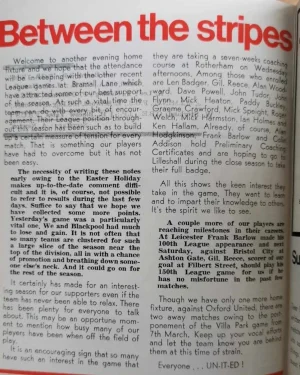 Between the stripes
Welcome to another evening home
fixture and we hope that the attendance
will be in keeping with the other recent
League games at Bramall Lane which
have attracted some of our best support
of the season. At such a vital time the
team can do with every bit of encour-
agement. Their League position through-
out this season has been such as to build
up a certain measure of tension for every
match. That is something our players
have had to overcome but it has not
been easy.
The necessity of writing these notes
early owing to the Easter Holiday
makes up-to-the-date comment diffi-
cult and it is, of course, not possible
to refer to results during the last few
days. Suffice to say that we hope we
have collected some more points.
Yesterday's game was a particularly
vital one, We and Blackpool had much
to lose and gain. It is not often that
so many teams are clustered for such
a large slice of the season near the
top of the division, all in with a chance
of promotion and breathing down some-
one else's neck. And it could go on for
the rest of the season.
It certainly has made for an interest-
ing season for our supporters even if the
team has never been able to relax. There
has been plenty for everyone to talk
about. This may be an opportune mom-
ent to mention how busy many of our
players have been when off the field of
play.
It is an encouraging sign that so many
have such an interest in the game that
they are taking a seven-weeks coaching
course at Rotherham on Wednesday
afternoons. Among those who enrolled
are Len Badger, Gil, Reece, Alan Wood-
ward, Dave Powell, John Tudor, John
Flynn, Mick Heaton, Paddy Buckley,
Graeme Crawford, Mick Speight, Ronnie
Welch, Mick Harmston, Ian Holmes and
Ken Hallam. Already, of course, Alan
Hodgkinson, Frank Barlow and Colin
Addison hold Preliminary Coaching
Certificates and are hoping to go to
Lilleshall during the close season to take
their full badge.
All this shows the keen interest they
take in the game. They want to learn
and to impart their knowledge to others.
It's the spirit we like to see.
A couple more of our players are
reaching milestones in their careers.
At Leicester Frank Barlow made his
100th League appearance and next
Saturday, against Bristol City at
Ashton Gate, Gil, Reece, scorer of our
goal at Filbert Street, should play his
150th League game for us if he
has no misfortune in the past few
matches.
Though we have only one more home
fixture, against Oxford United, there are
two away matches owing to the post-
ponement of the Villa Park game from
7th March. Keep up your vocal efforts
and let the team know you are behind
them at this time of strain.
Everyone . . . UN-IT-ED !